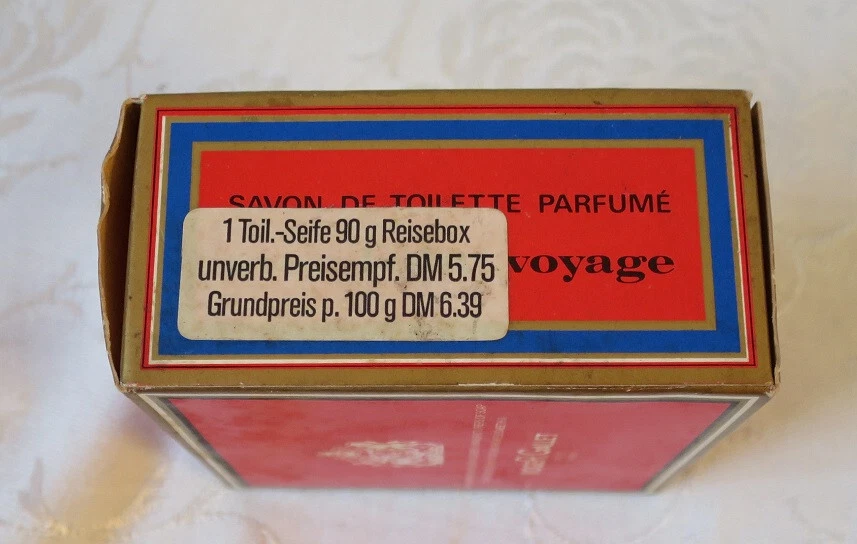 SAVON DE TOILETTE PARFUMÉ
voyage
1 Toil.-Seife 90 g Reisebox
unverb. Preisempf. DM 5.75
Grundpreis p. 100 g DM 6.39